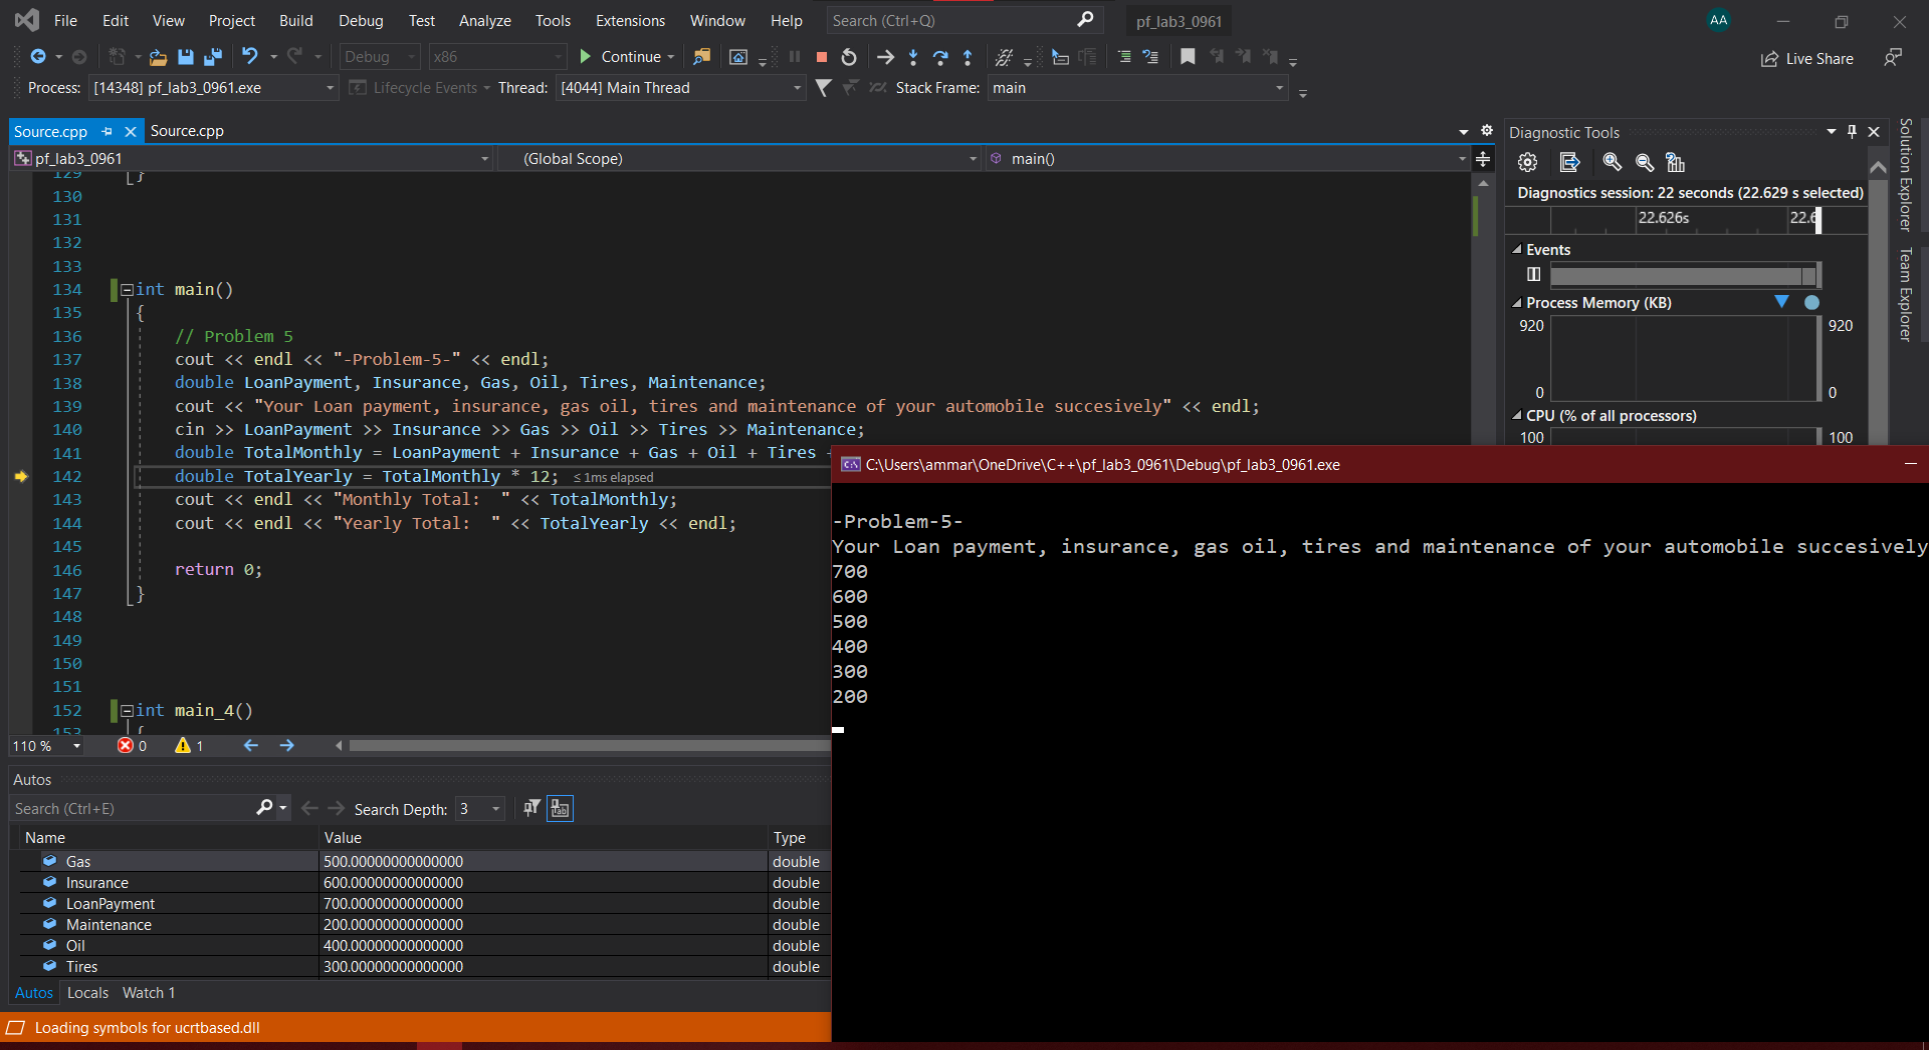 File Edit View Project Build Debug Test Analyze Tools Extensions Window Help Search (Ctrl+Q) pf_lab3_0961 AA
Debug x86 Continue Live Share
Process: [14348] pf_lab3_0961.exe Lifecycle Events Thread: [4044] Main Thread Stack Frame: main
Source.cpp Source.cpp
pf_lab3_0961 (Global Scope) main()
129 }
130
131
132
133
134 int main()
135 {
136 // Problem 5
137 cout << endl << "-Problem-5-" << endl;
138 double LoanPayment, Insurance, Gas, Oil, Tires, Maintenance;
139 cout << "Your Loan payment, insurance, gas oil, tires and maintenance of your automobile succesively" << endl;
140 cin >> LoanPayment >> Insurance >> Gas >> Oil >> Tires >> Maintenance;
141 double TotalMonthly = LoanPayment + Insurance + Gas + Oil + Tires +
142 double TotalYearly = TotalMonthly * 12; ≤ 1ms elapsed
143 cout << endl << "Monthly Total:  " << TotalMonthly;
144 cout << endl << "Yearly Total:  " << TotalYearly << endl;
145
146 return 0;
147 }
148
149
150
151
152 int main_4()
153 {
110 % 0 1
Diagnostic Tools
Diagnostics session: 22 seconds (22.629 s selected)
22.626s 22.6
Events
Process Memory (KB)
920 920
0 0
CPU (% of all processors)
100 100
Solution Explorer
Team Explorer
C:\Users\ammar\OneDrive\C++\pf_lab3_0961\Debug\pf_lab3_0961.exe
-Problem-5-
Your Loan payment, insurance, gas oil, tires and maintenance of your automobile succesively
700
600
500
400
300
200
Autos
Search (Ctrl+E) Search Depth: 3
Name Value Type
Gas 500.00000000000000 double
Insurance 600.00000000000000 double
LoanPayment 700.00000000000000 double
Maintenance 200.00000000000000 double
Oil 400.00000000000000 double
Tires 300.00000000000000 double
Autos Locals Watch 1
Loading symbols for ucrtbased.dll